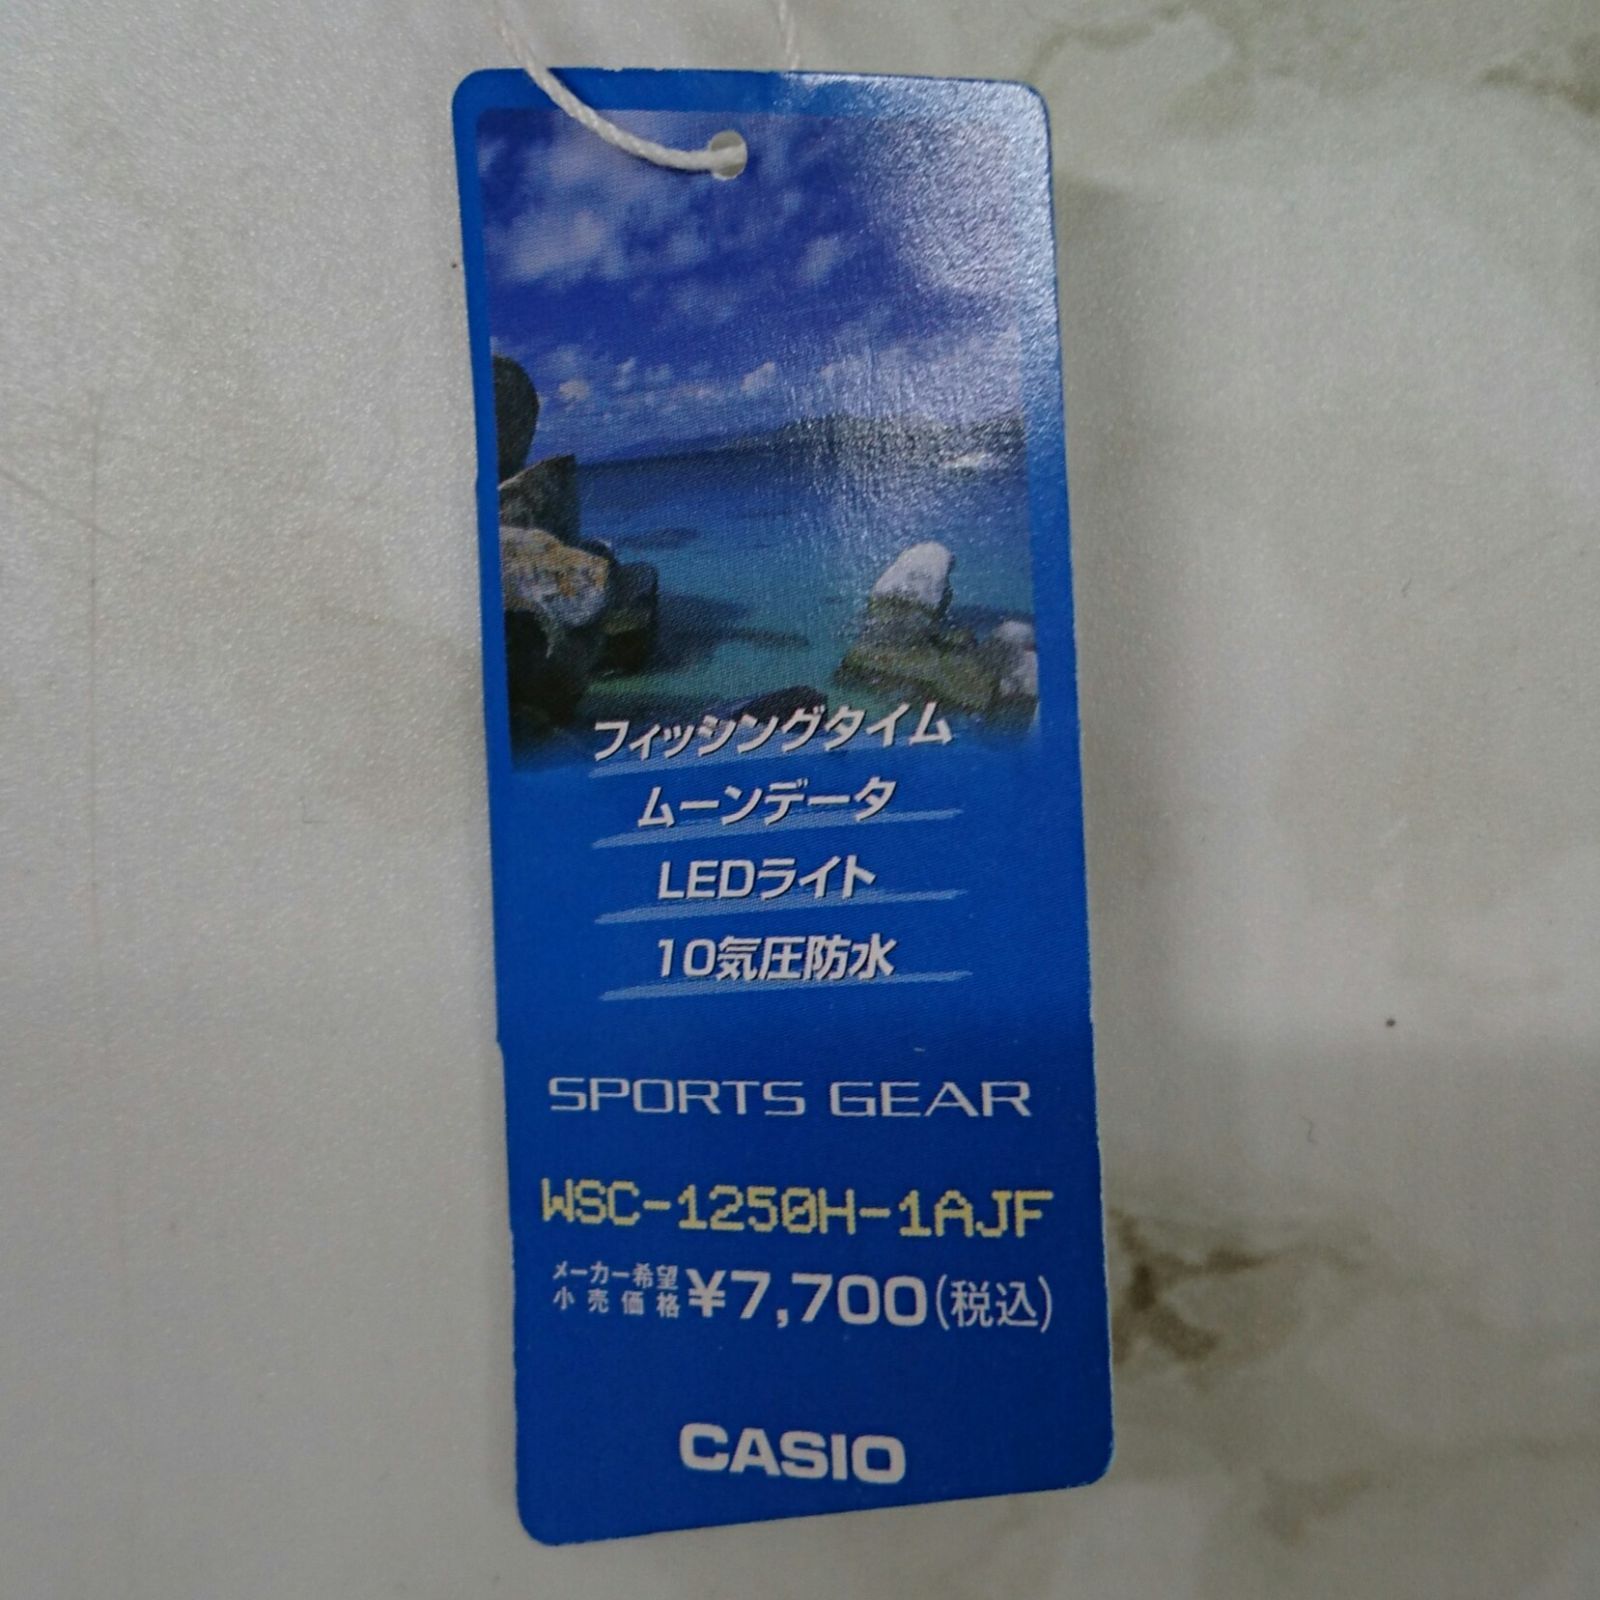 フィッシングタイム
ムーンデータ
LEDライト
10気圧防水
SPORTS GEAR
WSC-1250H-1AJF
メーカー希望
小売価格 ¥7,700(税込)
CASIO